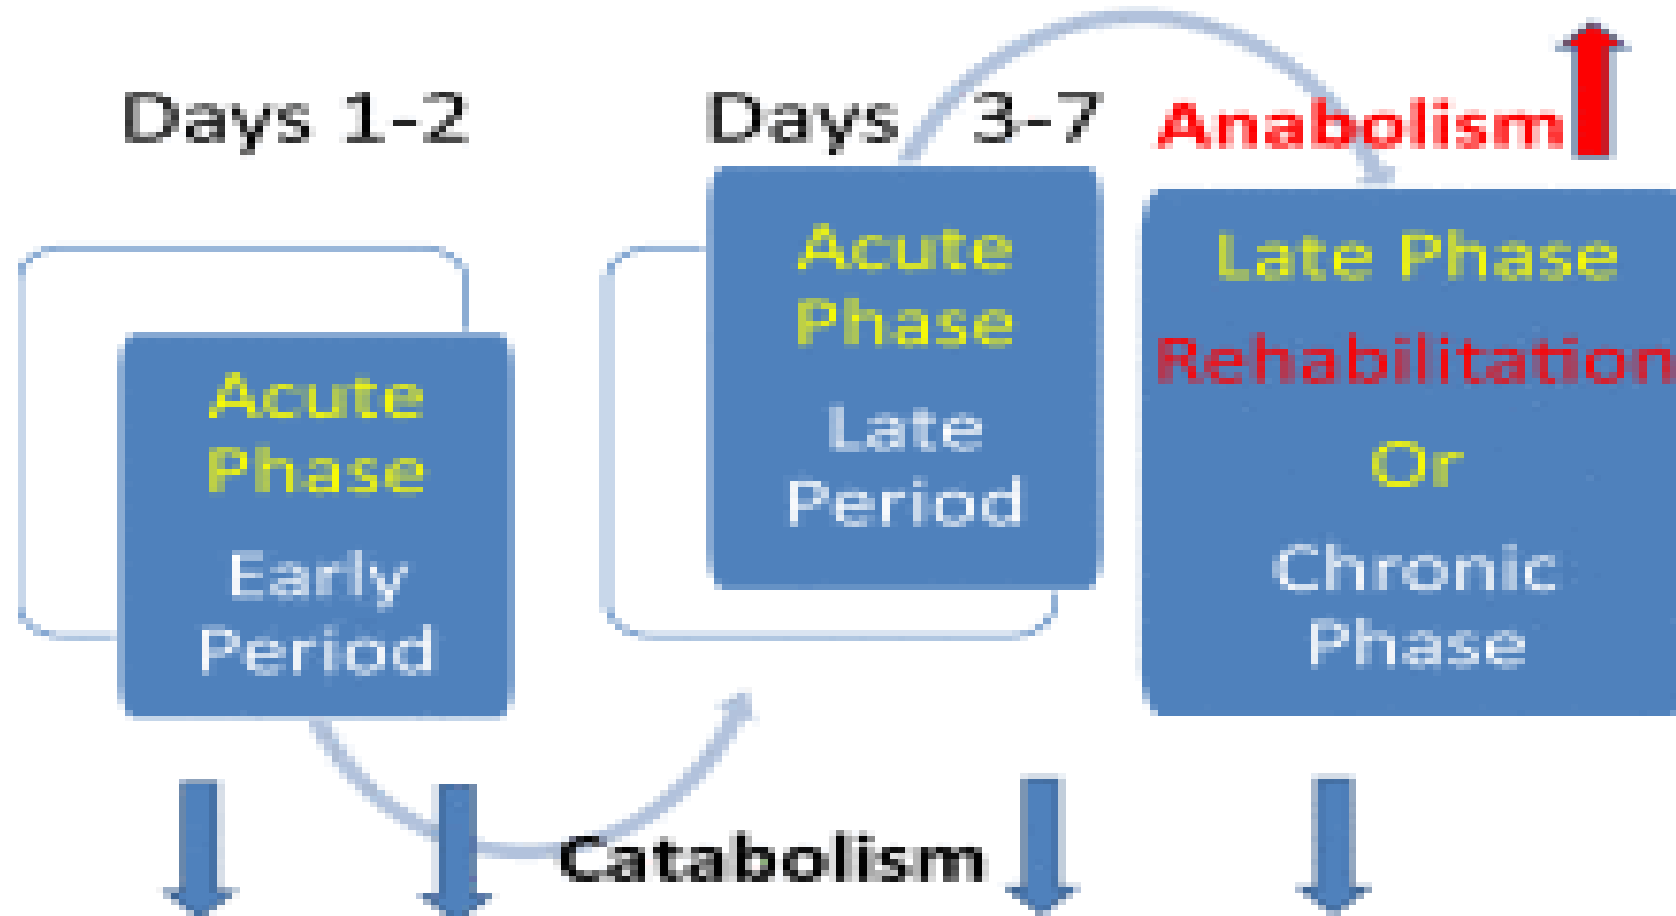 Days 1-2
Days 3-7
Anabolism
Acute
Phase
Early
Period
Acute
Phase
Late
Period
Late Phase
Rehabilitation
Or
Chronic
Phase
Catabolism